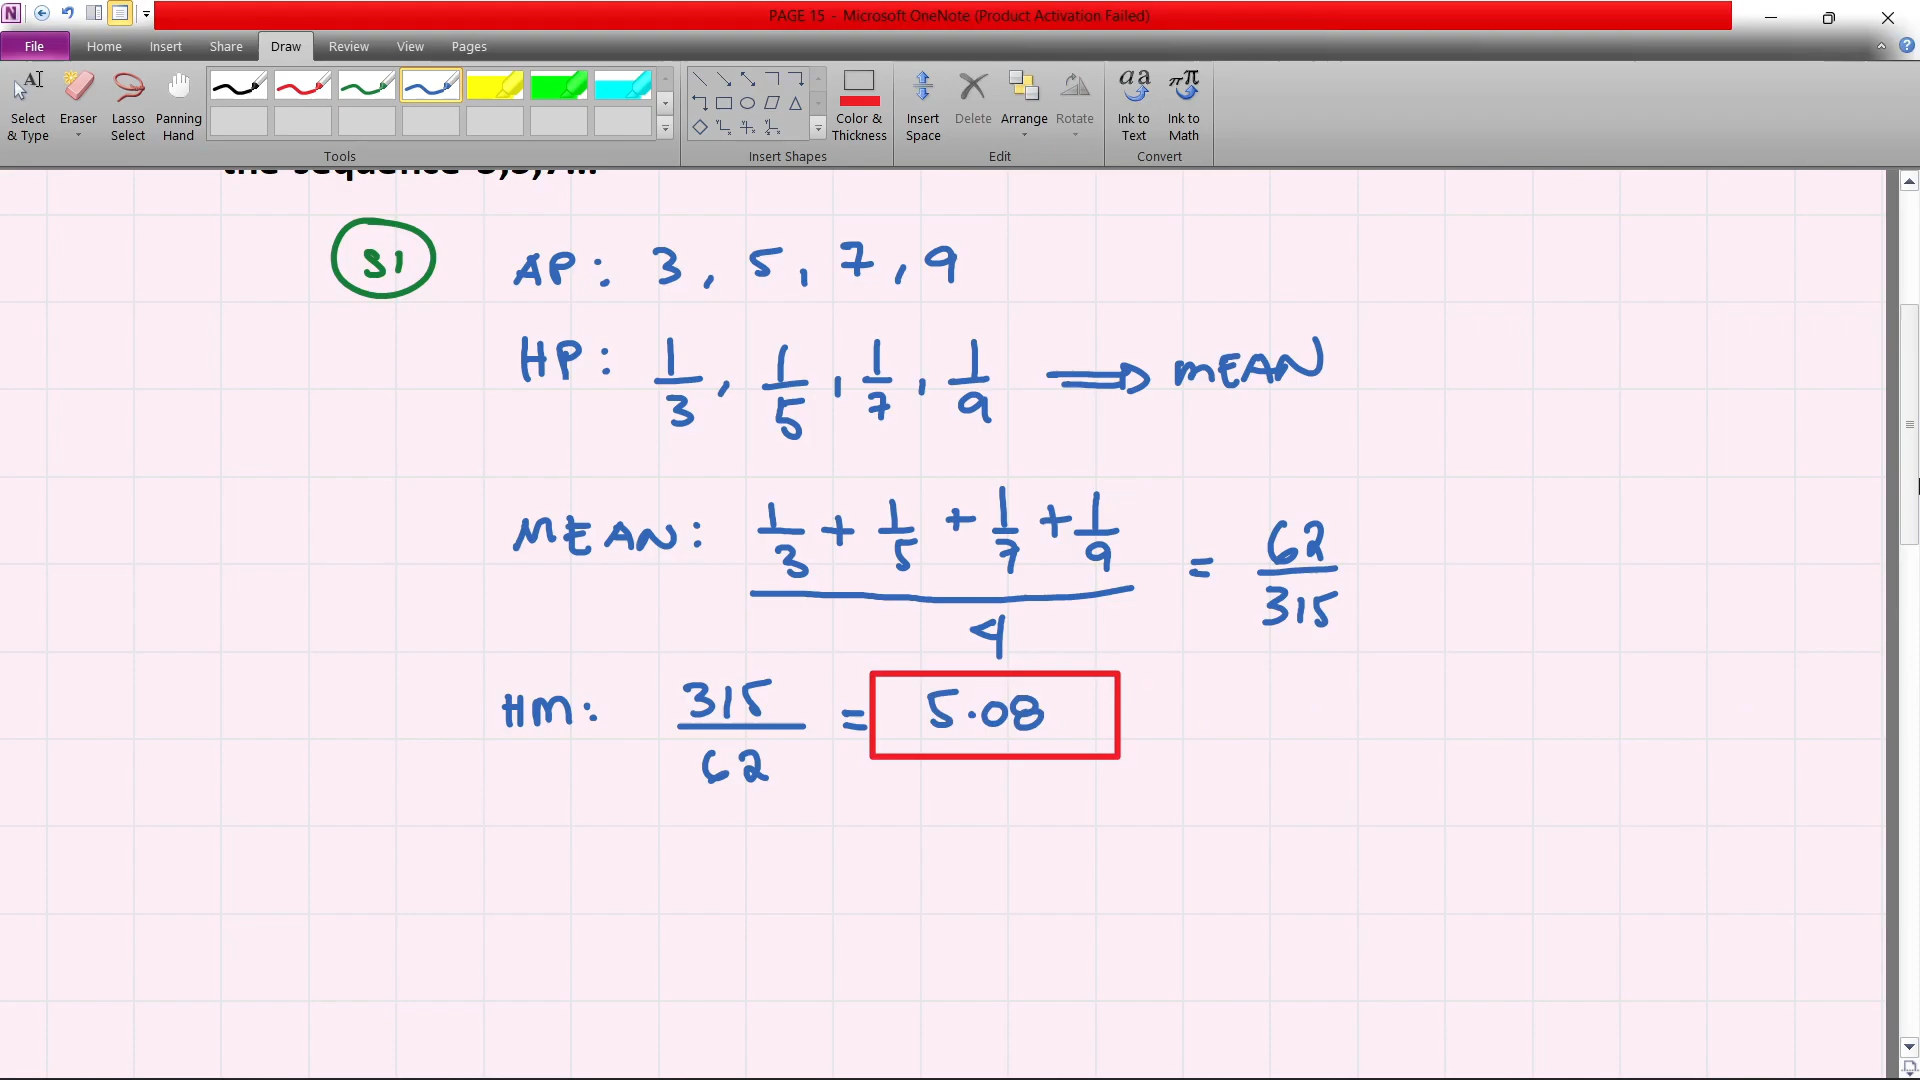 PAGE 15 - Microsoft OneNote (Product Activation Failed)
File Home Insert Share Draw Review View Pages
Select & Type Eraser Lasso Select Panning Hand Color & Thickness Insert Space Delete Arrange Rotate Ink to Text Ink to Math
Tools Insert Shapes Edit Convert
the sequence
S1 AP: 3, 5, 7, 9
HP: 1/3, 1/5, 1/7, 1/9 ⟹ MEAN
MEAN: (1/3 + 1/5 + 1/7 + 1/9)/4 = 62/315
HM: 315/62 = 5.08